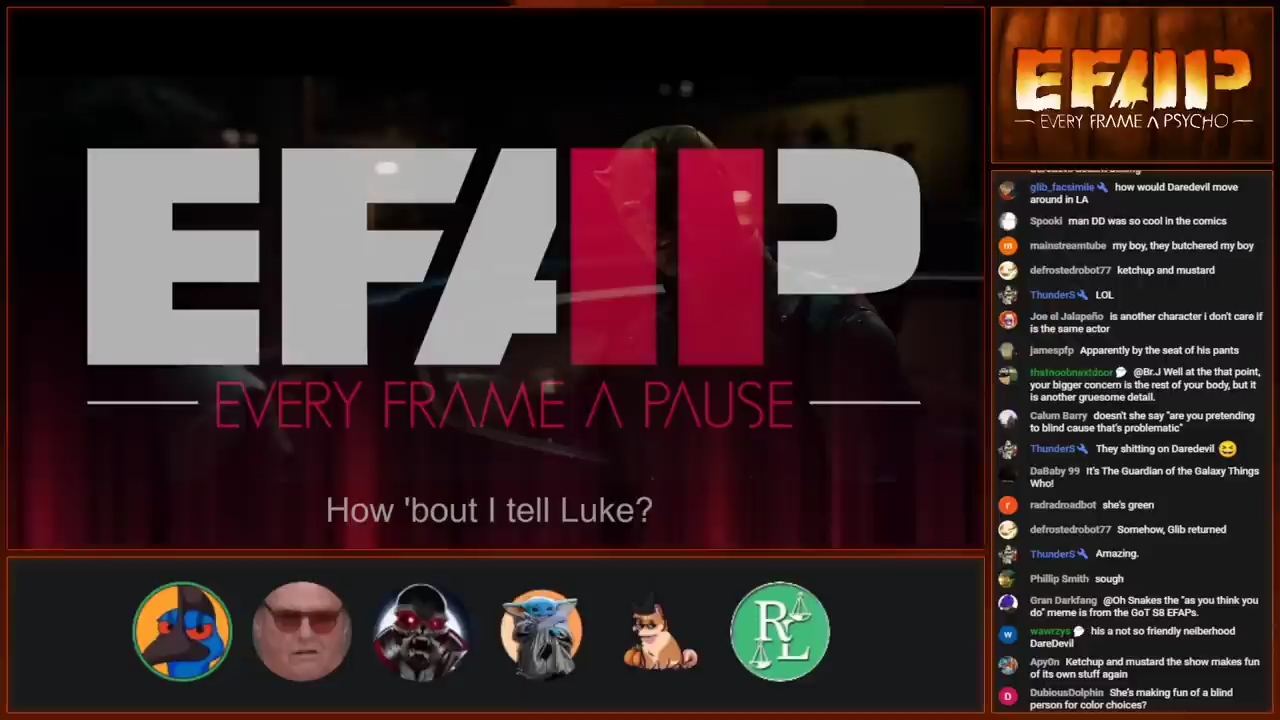 EFAP
EVERY FRAME A PAUSE
How 'bout I tell Luke?
RL
EFAP
EVERY FRAME A PSYCHO
glib_facsimile how would Daredevil move
around in LA
Spooki man DD was so cool in the comics
mainstreamtube my boy, they butchered my boy
defrostedrobot77 ketchup and mustard
ThunderS LOL
Joe el Jalapeño is another character i don't care if
is the same actor
jamespfp Apparently by the seat of his pants
thatnoobnextdoor @Br.J Well at the that point,
your bigger concern is the rest of your body, but it
is another gruesome detail.
Calum Barry doesn't she say "are you pretending
to blind cause that's problematic"
ThunderS They shitting on Daredevil
DaBaby 99 It's The Guardian of the Galaxy Things
Who!
r
radradroadbot she's green
defrostedrobot77 Somehow, Glib returned
ThunderS Amazing.
Phillip Smith sough
Gran Darkfang @Oh Snakes the "as you think you
do" meme is from the GoT S8 EFAPs.
w
wawrzys his a not so friendly neiberhood
DareDevil
Apy0n Ketchup and mustard the show makes fun
of its own stuff again
D
DubiousDolphin She's making fun of a blind
person for color choices?